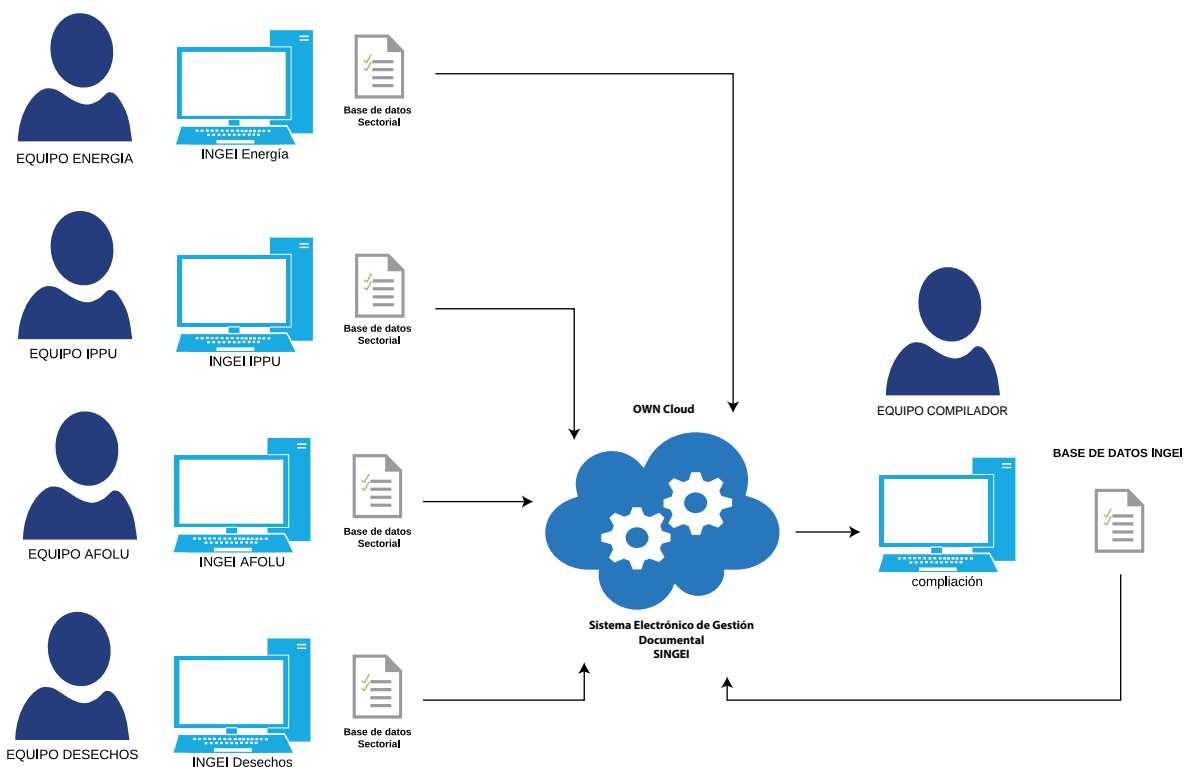 Base de datos
Sectorial
EQUIPO ENERGIA
INGEI Energía
Base de datos
Sectorial
EQUIPO IPPU
INGEI IPPU
OWN Cloud
EQUIPO COMPILADOR
BASE DE DATOS INGEI
Base de datos
Sectorial
EQUIPO AFOLU
INGEI AFOLU
compliación
Sistema Electrónico de Gestión
Documental
SINGEI
Base de datos
Sectorial
EQUIPO DESECHOS
INGEI Desechos